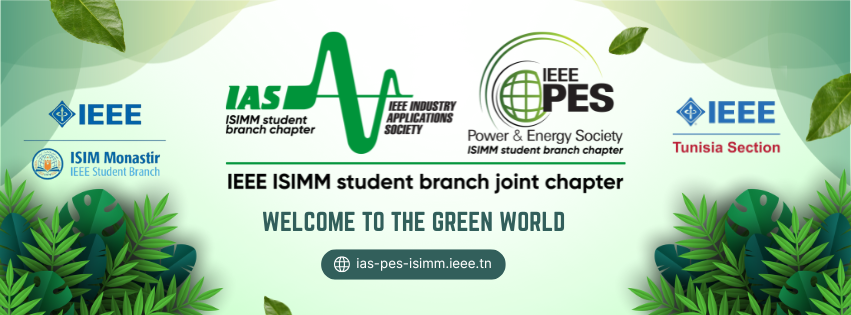 IEEE
ISIM Monastir
IEEE Student Branch
IAS
ISIMM student
branch chapter
IEEE INDUSTRY
APPLICATIONS
SOCIETY
IEEE
PES
Power & Energy Society
ISIMM student branch chapter
IEEE
Tunisia Section
IEEE ISIMM student branch joint chapter
WELCOME TO THE GREEN WORLD
ias-pes-isimm.ieee.tn